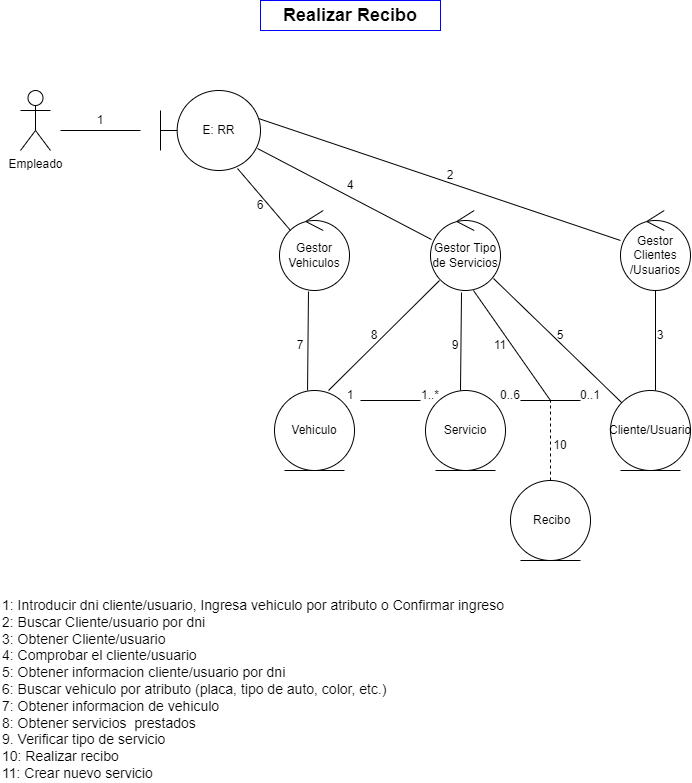 Realizar Recibo
1
E: RR
Empleado
2
4
6
Gestor
Vehiculos
Gestor Tipo
de Servicios
Gestor
Clientes
/Usuarios
7
8
9
11
5
3
1
1..*
0..6
0..1
Vehiculo
Servicio
Cliente/Usuario
10
Recibo
1: Introducir dni cliente/usuario, Ingresa vehiculo por atributo o Confirmar ingreso
2: Buscar Cliente/usuario por dni
3: Obtener Cliente/usuario
4: Comprobar el cliente/usuario
5: Obtener informacion cliente/usuario por dni
6: Buscar vehiculo por atributo (placa, tipo de auto, color, etc.)
7: Obtener informacion de vehiculo
8: Obtener servicios  prestados
9. Verificar tipo de servicio
10: Realizar recibo
11: Crear nuevo servicio